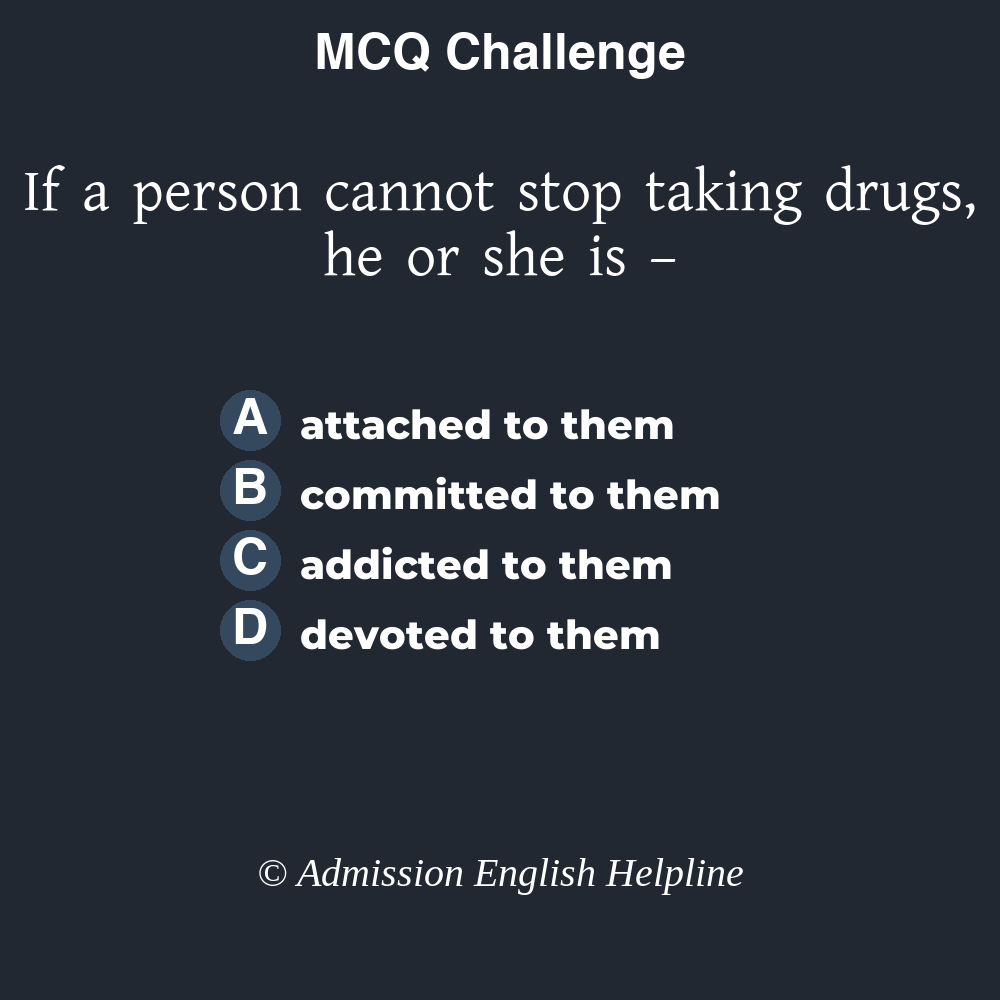 MCQ Challenge
If a person cannot stop taking drugs,
he or she is –
A attached to them
B committed to them
C addicted to them
D devoted to them
© Admission English Helpline